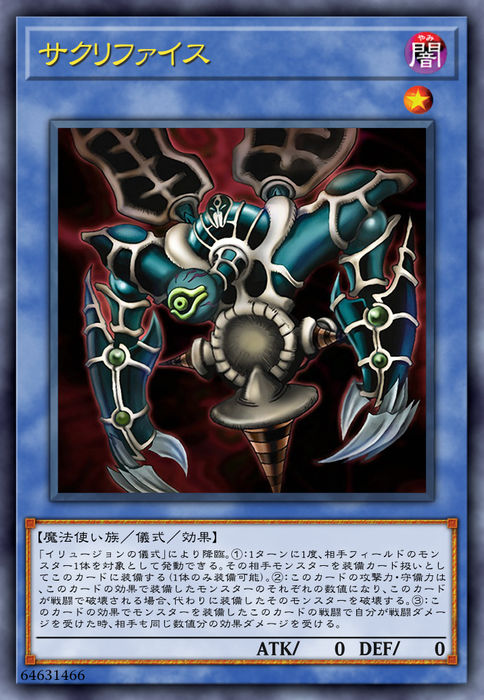 サクリファイス
やみ
闇
【魔法使い族／儀式／効果】
「イリュージョンの儀式」により降臨。①：1ターンに1度、相手フィールドのモン
スター1体を対象として発動できる。その相手モンスターを装備カード扱いとし
てこのカードに装備する（1体のみ装備可能）。②：このカードの攻撃力・守備力は
、このカードの効果で装備したモンスターのそれぞれの数値になり、このカード
が戦闘で破壊される場合、代わりに装備したそのモンスターを破壊する。③：こ
のカードの効果でモンスターを装備したこのカードの戦闘で自分が戦闘ダメー
ジを受けた時、相手も同じ数値分の効果ダメージを受ける。
ATK/ 0 DEF/ 0
64631466